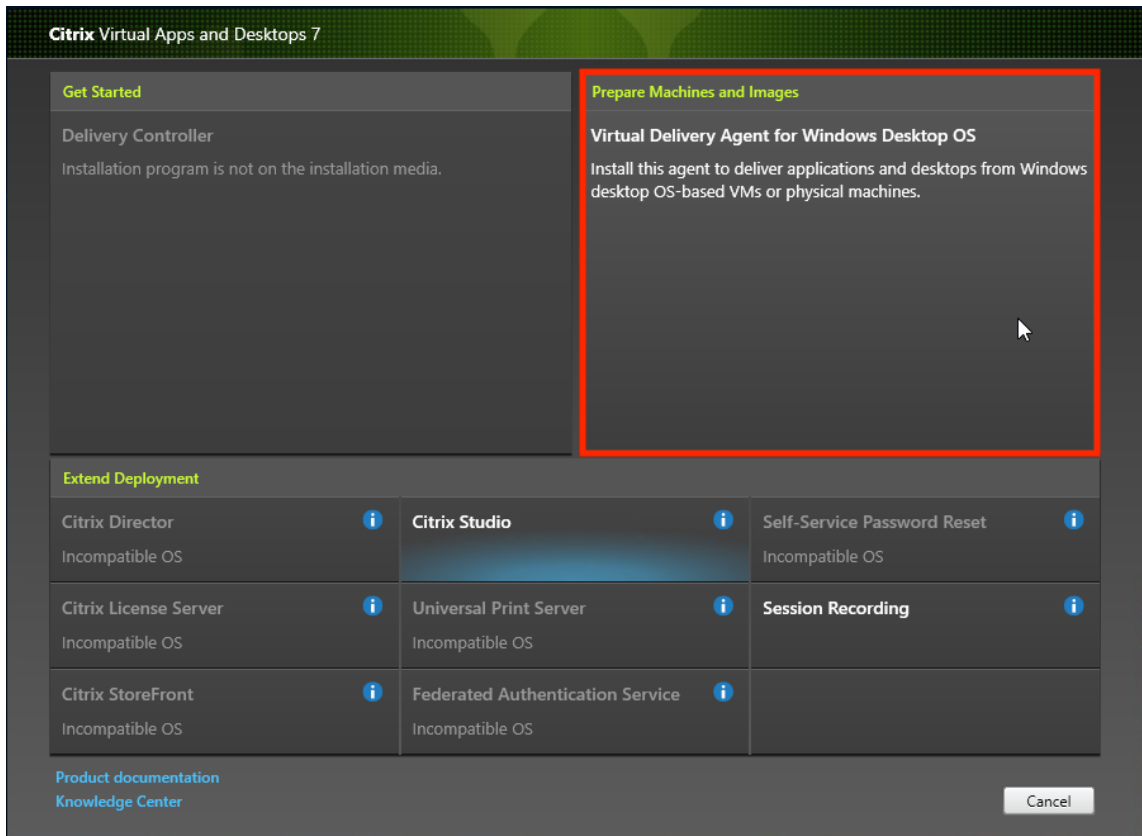 Citrix Virtual Apps and Desktops 7
Get Started
Delivery Controller
Installation program is not on the installation media.
Prepare Machines and Images
Virtual Delivery Agent for Windows Desktop OS
Install this agent to deliver applications and desktops from Windows
desktop OS-based VMs or physical machines.
Extend Deployment
Citrix Director
Incompatible OS
Citrix Studio
Self-Service Password Reset
Incompatible OS
Citrix License Server
Incompatible OS
Universal Print Server
Incompatible OS
Session Recording
Citrix StoreFront
Incompatible OS
Federated Authentication Service
Incompatible OS
Product documentation
Knowledge Center
Cancel